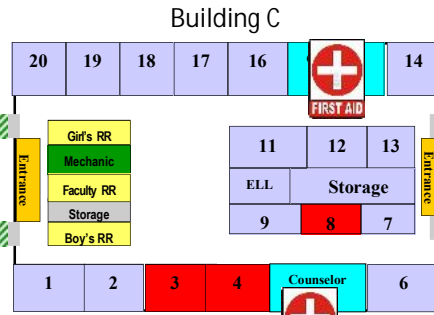 Building C
20 19 18 17 16 14
FIRST AID
Girl's RR
Mechanic
Faculty RR
Storage
Boy's RR
Entrance
11 12 13
ELL Storage
9 8 7
Entrance
1 2 3 4 Counselor 6